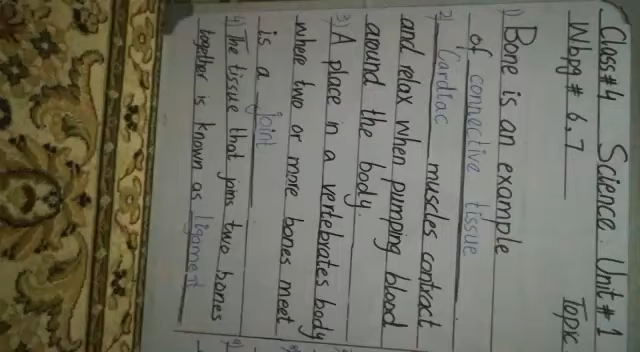 Class#4 Science. Unit#1
Wbpg # 6,7 Topic
1) Bone is an example
of connective tissue
2) Cardiac muscles contract
and relax when pumping blood
around the body.
3) A place in a vertebrates body
where two or more bones meet
is a joint
4) The tissue that joins two bones
together is known as ligament